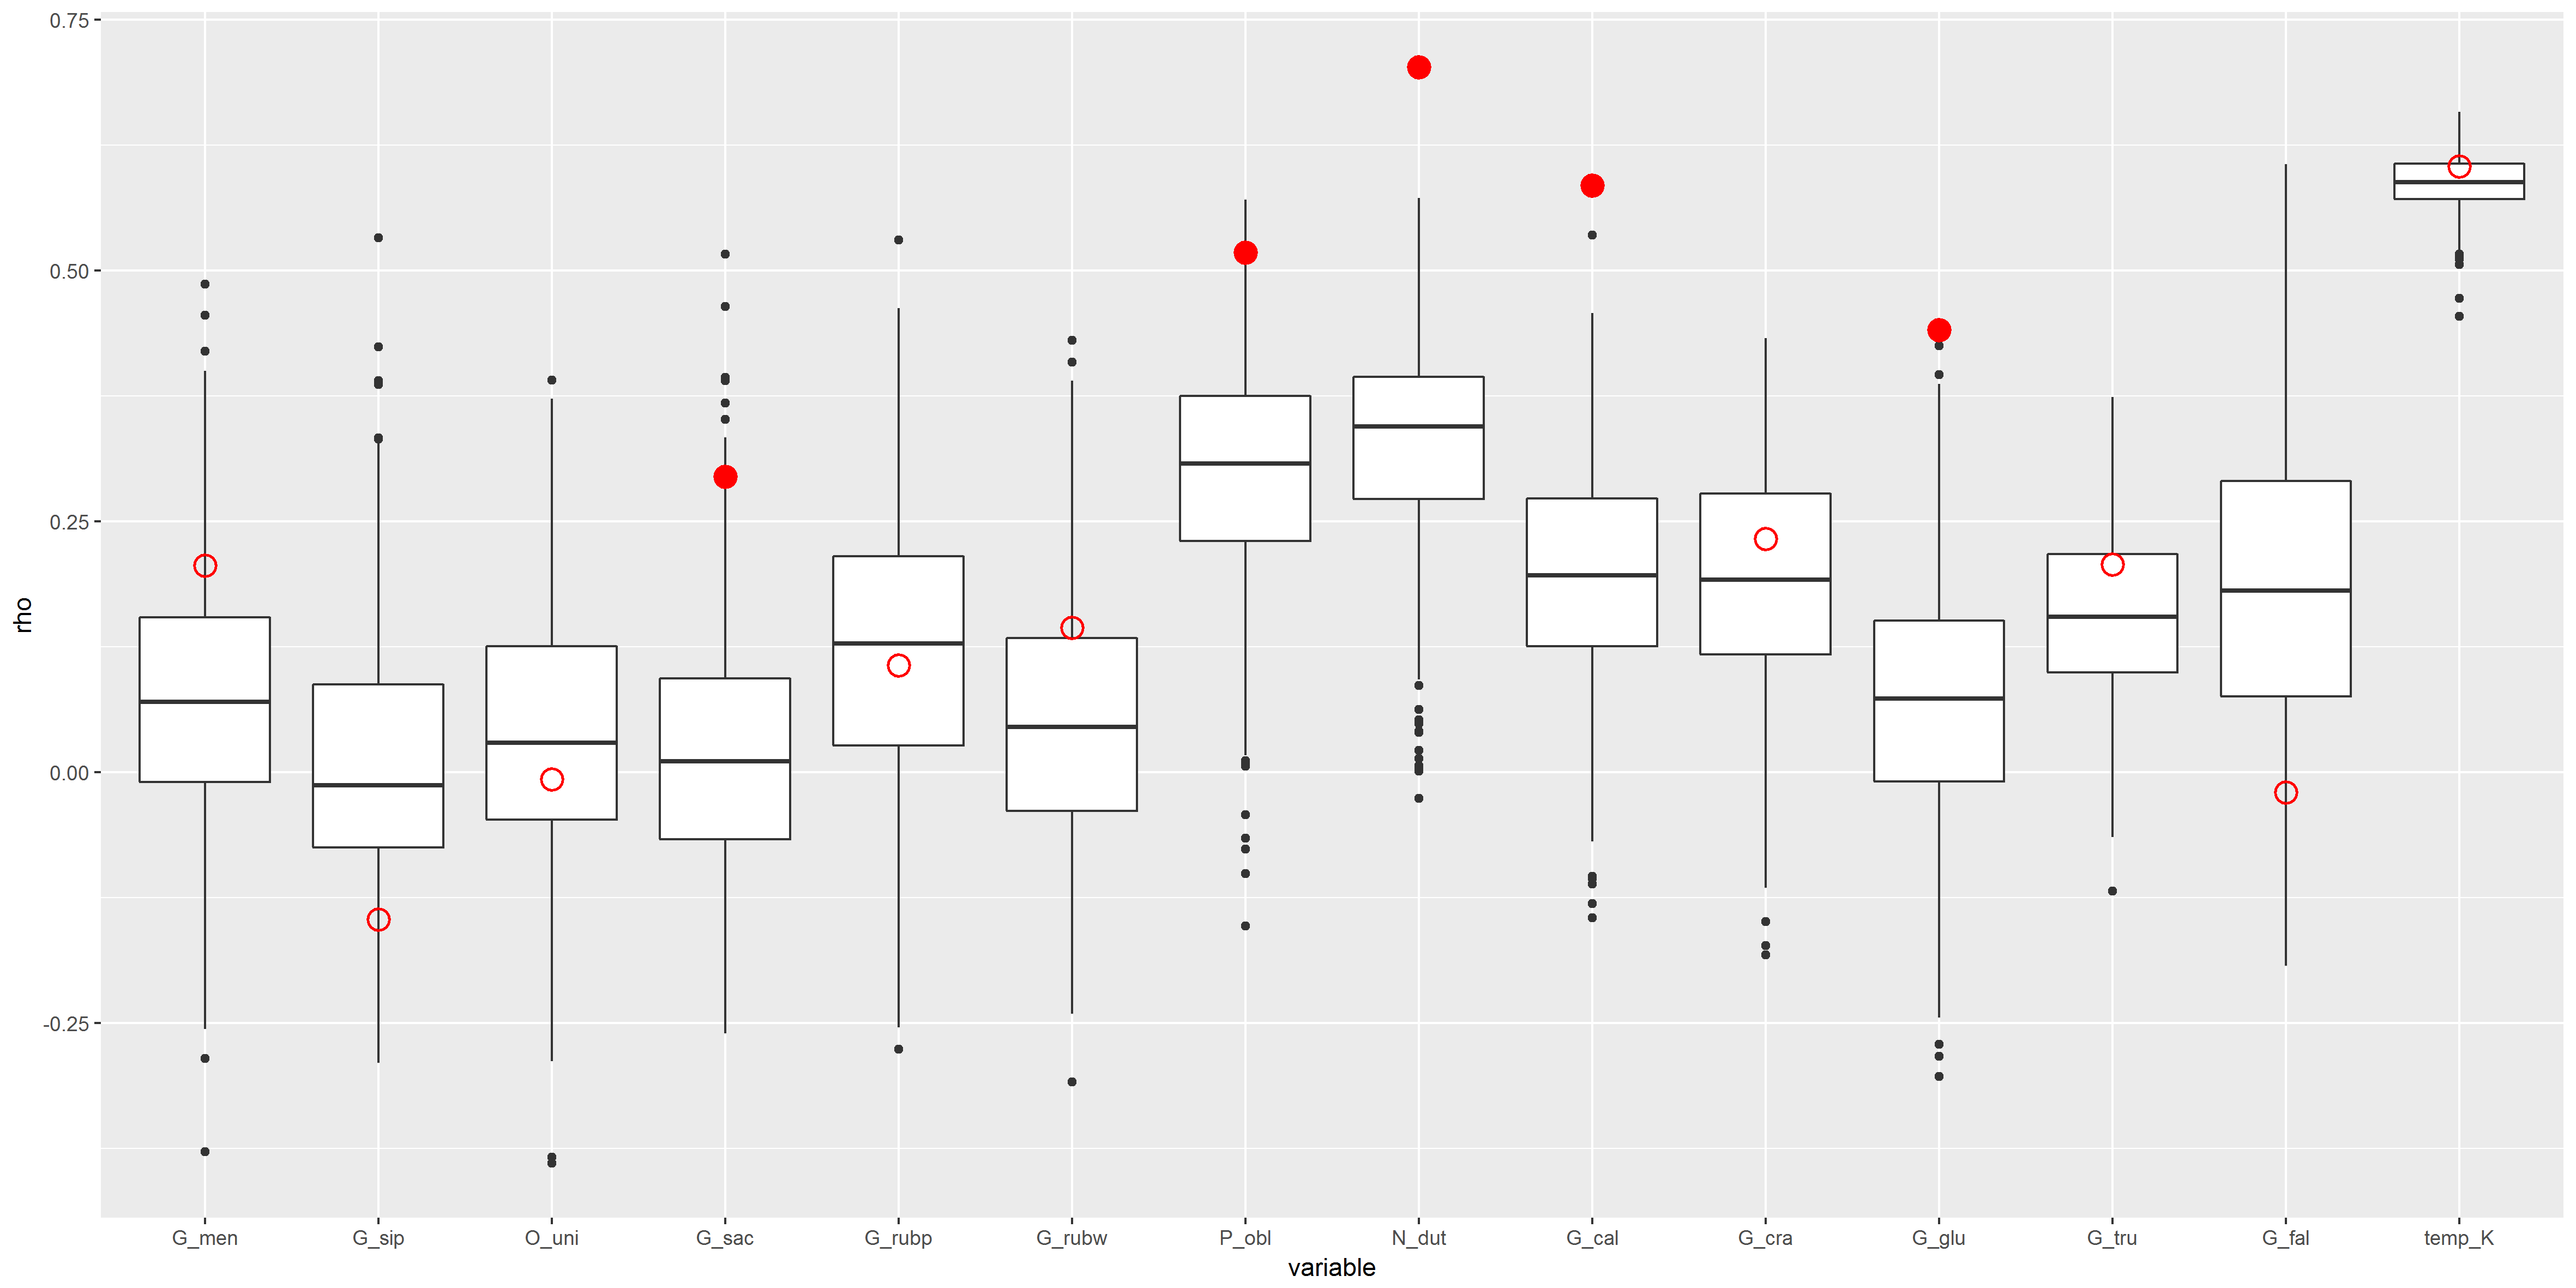 0.75
0.50
0.25
0.00
-0.25
rho
G_men G_sip O_uni G_sac G_rubp G_rubw P_obl N_dut G_cal G_cra G_glu G_tru G_fal temp_K
variable